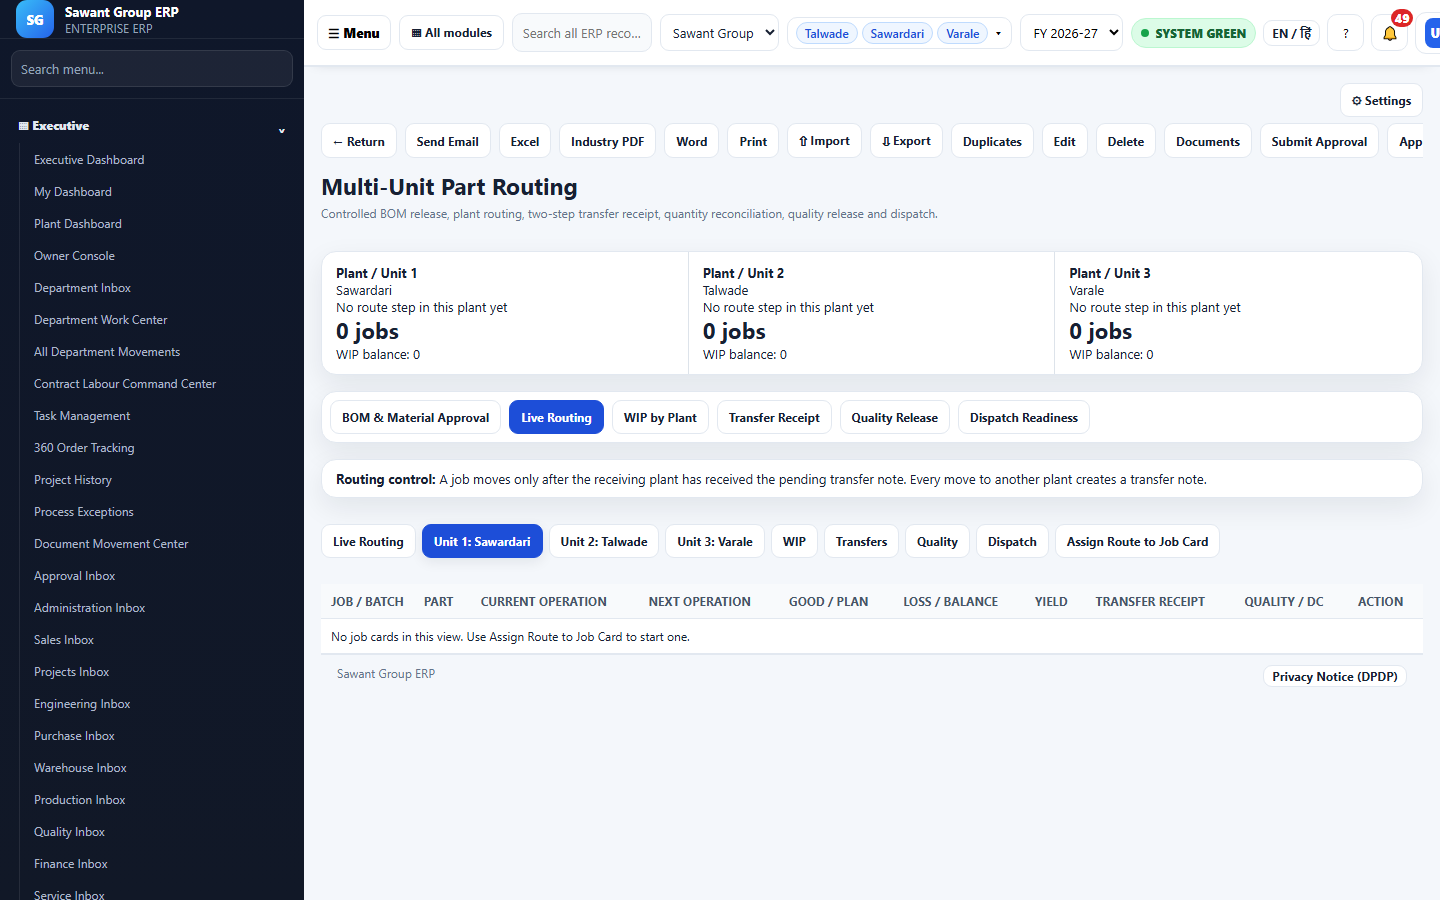 SG
Sawant Group ERP
ENTERPRISE ERP
Search menu...
Executive
Executive Dashboard
My Dashboard
Plant Dashboard
Owner Console
Department Inbox
Department Work Center
All Department Movements
Contract Labour Command Center
Task Management
360 Order Tracking
Project History
Process Exceptions
Document Movement Center
Approval Inbox
Administration Inbox
Sales Inbox
Projects Inbox
Engineering Inbox
Purchase Inbox
Warehouse Inbox
Production Inbox
Quality Inbox
Finance Inbox
Service Inbox
☰ Menu
All modules
Search all ERP reco...
Sawant Group
Talwade Sawardari Varale
FY 2026-27
SYSTEM GREEN
EN / हिं
?
49
U
⚙ Settings
← Return Send Email Excel Industry PDF Word Print ⇧ Import ⇩ Export Duplicates Edit Delete Documents Submit Approval App
Multi-Unit Part Routing
Controlled BOM release, plant routing, two-step transfer receipt, quantity reconciliation, quality release and dispatch.
Plant / Unit 1
Sawardari
No route step in this plant yet
0 jobs
WIP balance: 0
Plant / Unit 2
Talwade
No route step in this plant yet
0 jobs
WIP balance: 0
Plant / Unit 3
Varale
No route step in this plant yet
0 jobs
WIP balance: 0
BOM & Material Approval Live Routing WIP by Plant Transfer Receipt Quality Release Dispatch Readiness
Routing control: A job moves only after the receiving plant has received the pending transfer note. Every move to another plant creates a transfer note.
Live Routing Unit 1: Sawardari Unit 2: Talwade Unit 3: Varale WIP Transfers Quality Dispatch Assign Route to Job Card
JOB / BATCH PART CURRENT OPERATION NEXT OPERATION GOOD / PLAN LOSS / BALANCE YIELD TRANSFER RECEIPT QUALITY / DC ACTION
No job cards in this view. Use Assign Route to Job Card to start one.
Sawant Group ERP
Privacy Notice (DPDP)